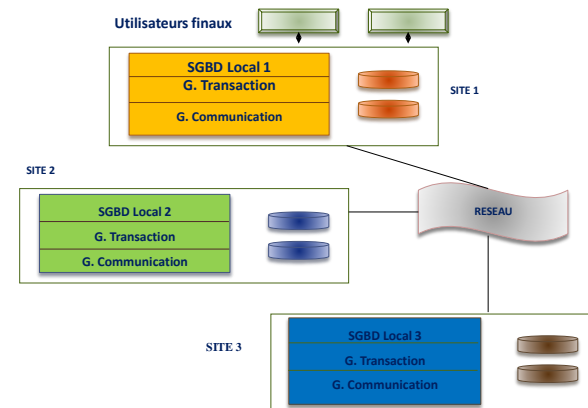 Utilisateurs finaux
SGBD Local 1
G. Transaction
G. Communication
SITE 1
SITE 2
SGBD Local 2
G. Transaction
G. Communication
RESEAU
SITE 3
SGBD Local 3
G. Transaction
G. Communication